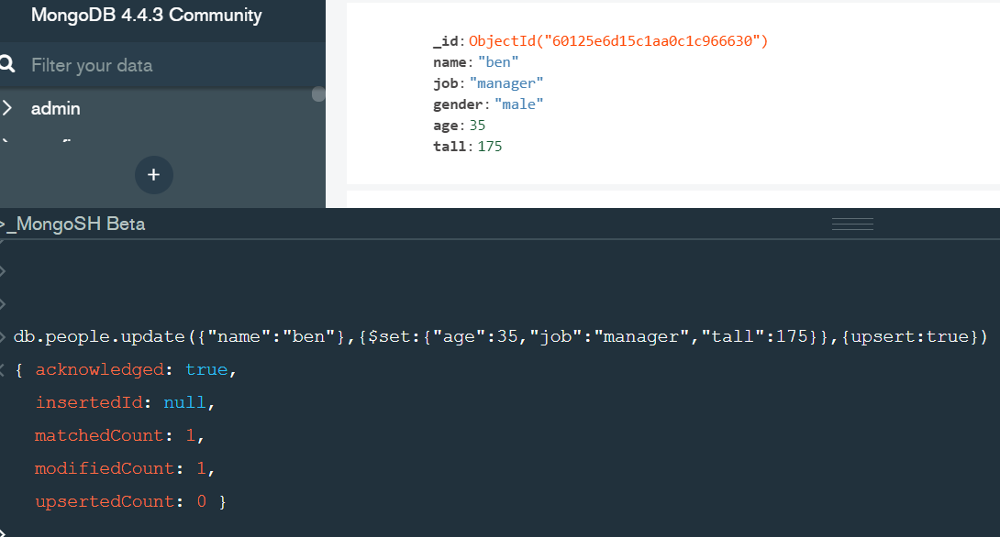 MongoDB 4.4.3 Community
Filter your data
admin
+
_id: ObjectId("60125e6d15c1aa0c1c966630")
name: "ben"
job: "manager"
gender: "male"
age: 35
tall: 175
>_MongoSH Beta
db.people.update({"name":"ben"},{$set:{"age":35,"job":"manager","tall":175}},{upsert:true})
{ acknowledged: true,
insertedId: null,
matchedCount: 1,
modifiedCount: 1,
upsertedCount: 0 }